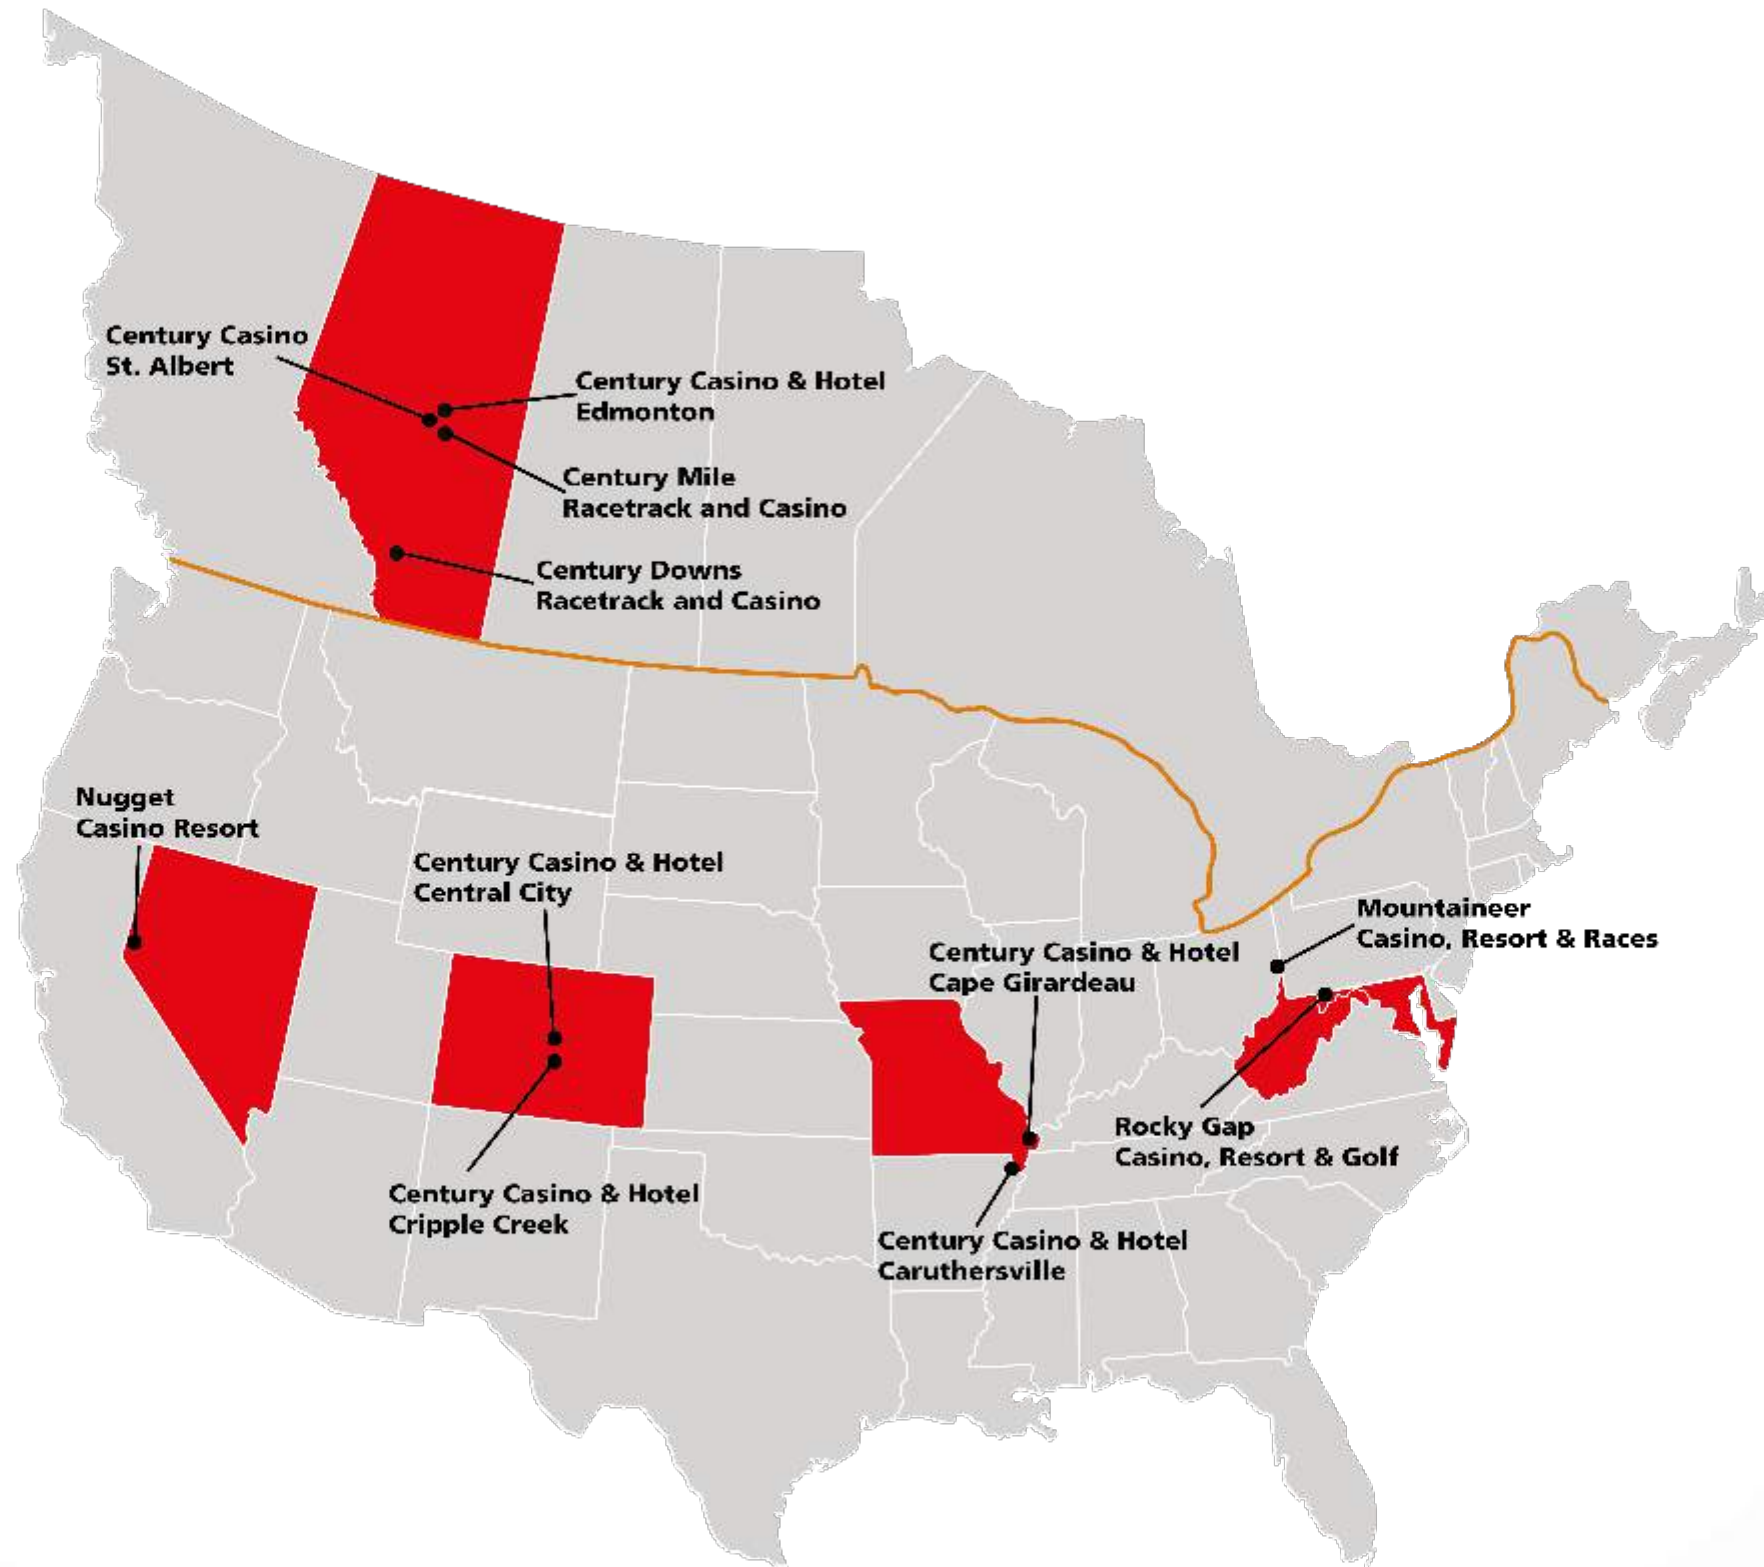 Century Casino
St. Albert
Century Casino & Hotel
Edmonton
Century Mile
Racetrack and Casino
Century Downs
Racetrack and Casino
Nugget
Casino Resort
Century Casino & Hotel
Central City
Mountaineer
Casino, Resort & Races
Century Casino & Hotel
Cape Girardeau
Rocky Gap
Casino, Resort & Golf
Century Casino & Hotel
Cripple Creek
Century Casino & Hotel
Caruthersville